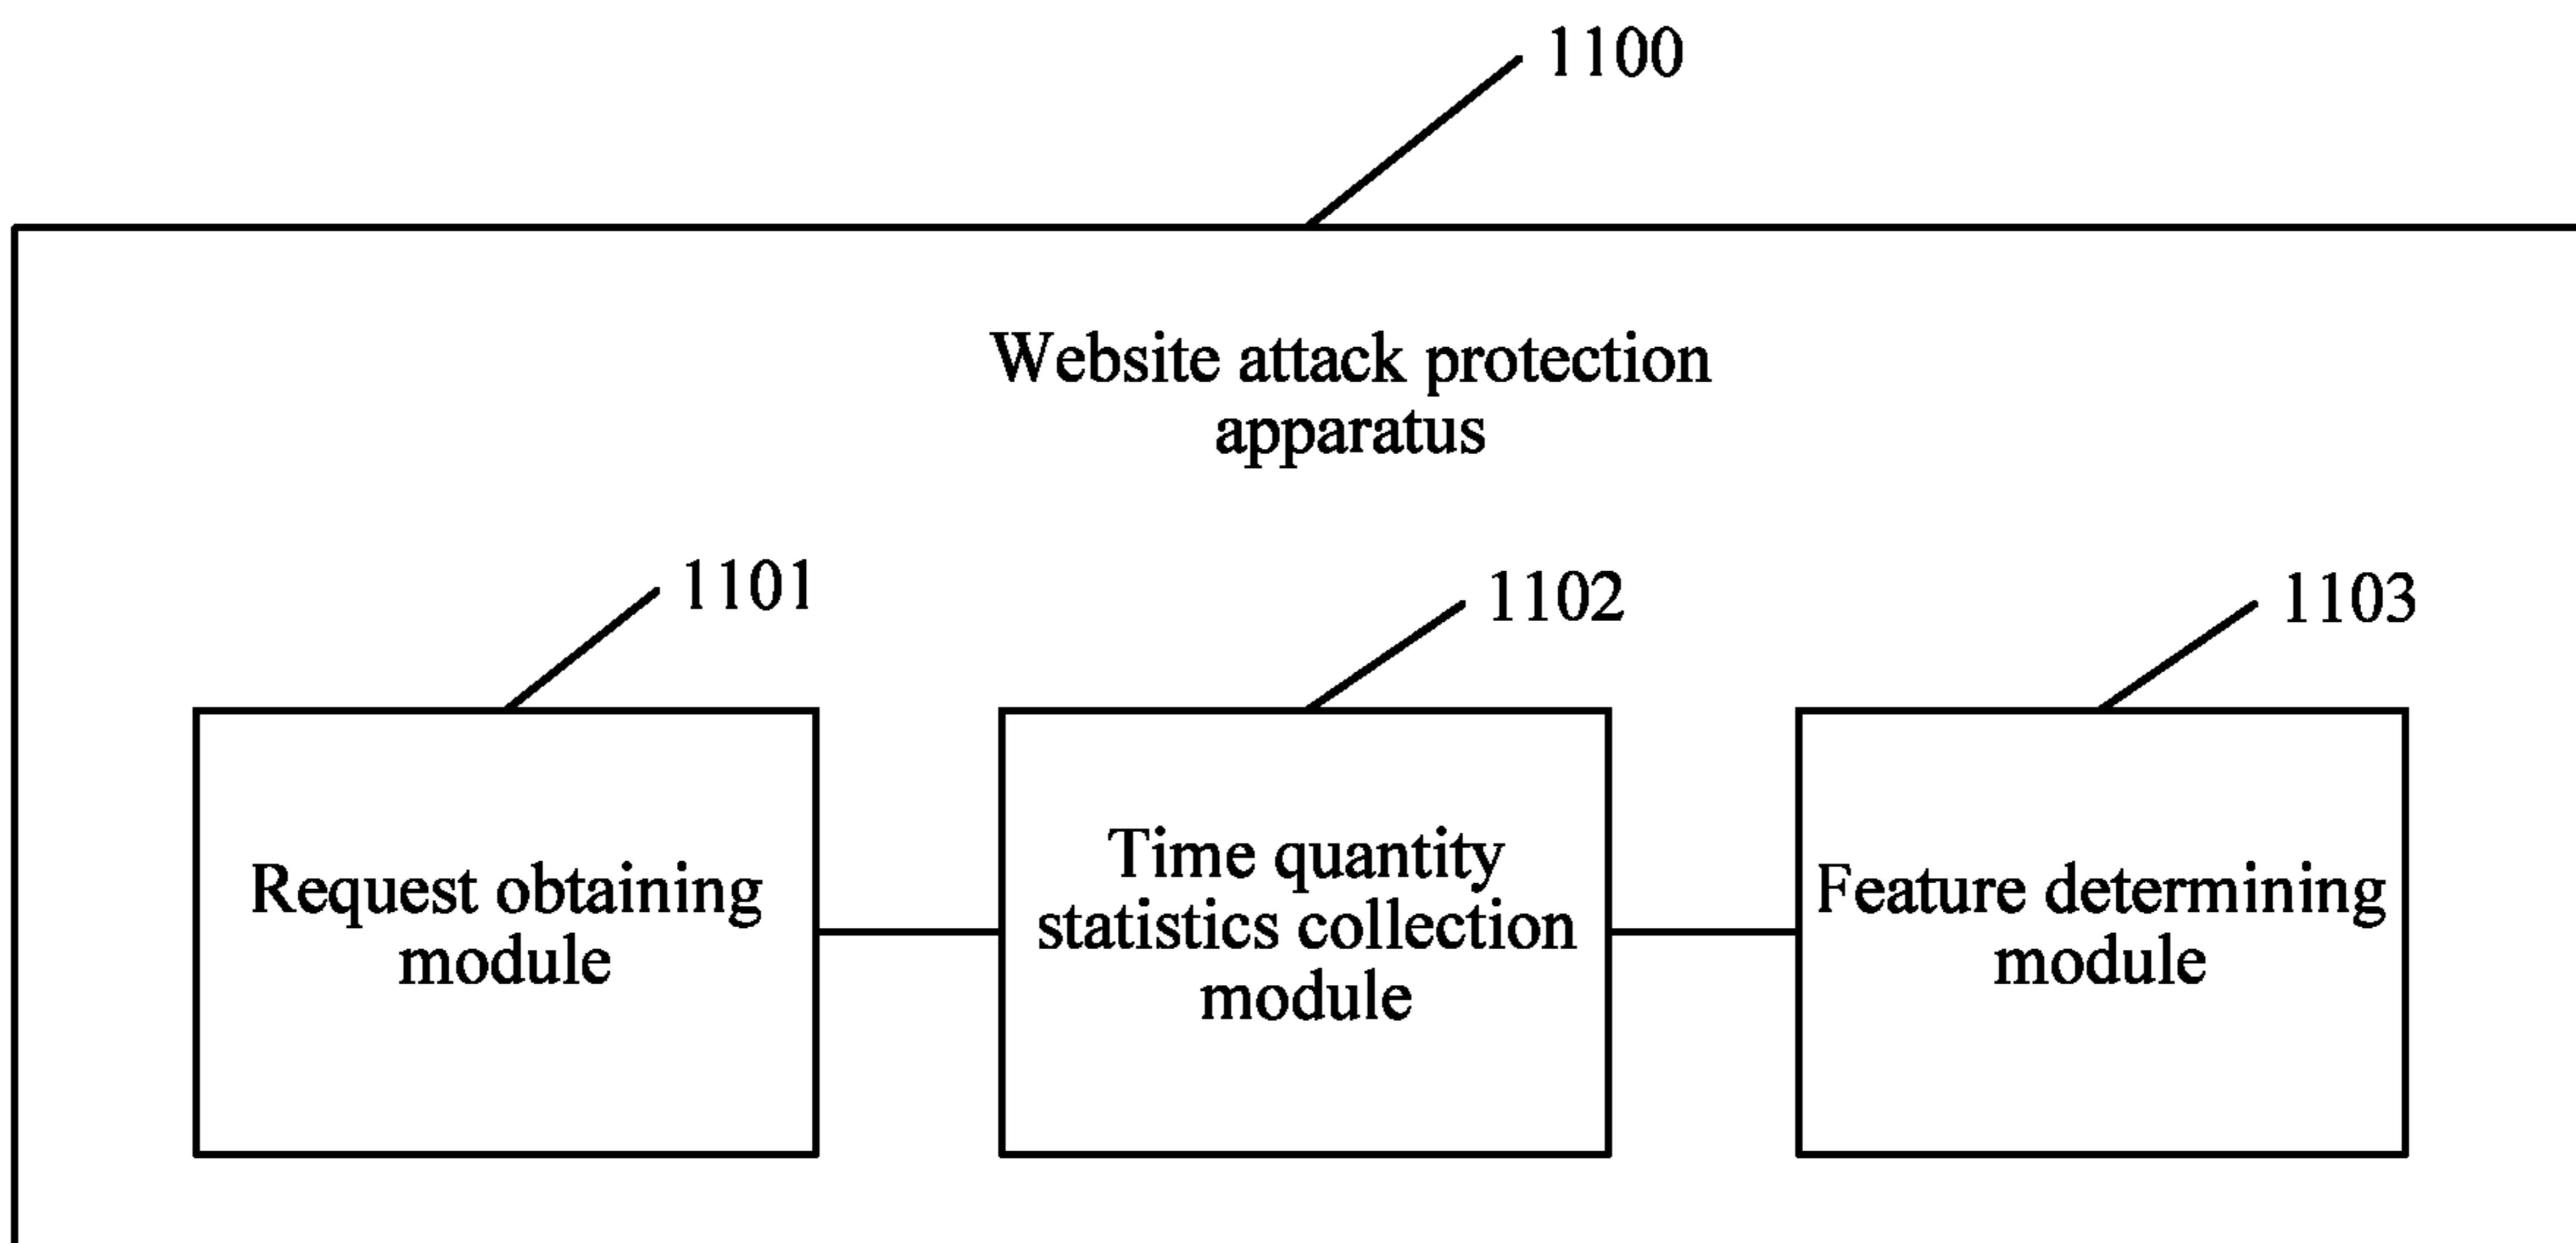 1100
Website attack protection
apparatus
1101
1102
1103
Request obtaining
module
Time quantity
statistics collection
module
Feature determining
module